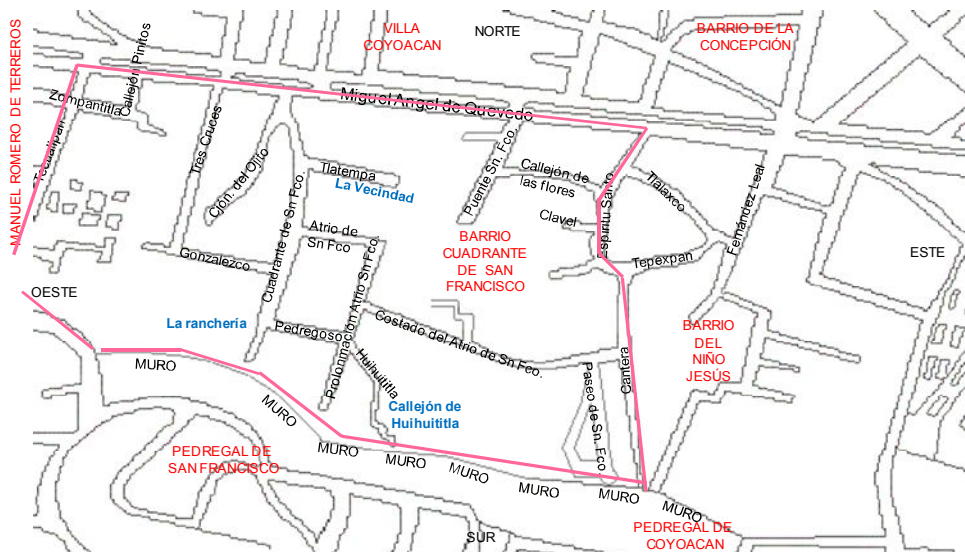 VILLA
COYOACAN
NORTE
BARRIO DE LA
CONCEPCIÓN
MANUEL ROMERO DE TERREROS
Callejón Pinitos
Zompantitla
Tecualipan
Miguel Angel de Quevedo
Tres Cruces
Cjón. del Ojito
Tlatempa
La Vecindad
Puente Sn. Fco.
Callejón de
las flores
Clavel
Espíritu Santo
Tlalaxco
Fernández Leal
Tepexpan
ESTE
Cuadrante de Sn Fco.
Atrio de
Sn Fco
Gonzalezco
BARRIO
CUADRANTE
DE SAN
FRANCISCO
OESTE
La ranchería
Pedregoso
Prolonmación Atrio Sn Fco.
Costado del Atrio de Sn Fco.
Huihuititla
Callejón de
Huihuititla
Paseo de Sn. Fco.
Cantera
BARRIO
DEL
NIÑO
JESÚS
MURO
MURO
MURO
MURO
MURO
MURO
MURO
MURO
PEDREGAL DE
SAN FRANCISCO
PEDREGAL DE
COYOACAN
SUR